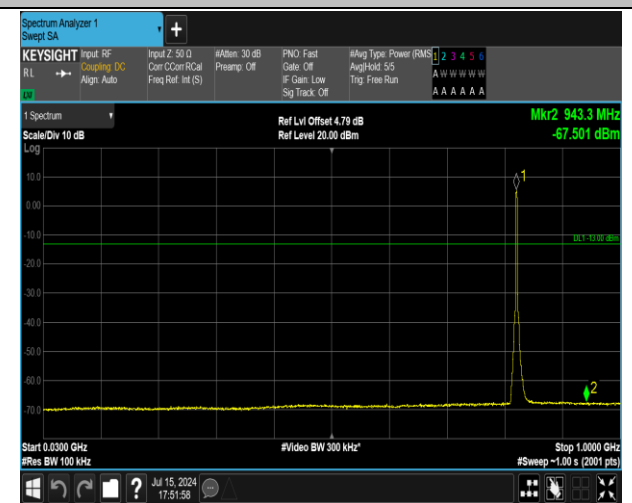 Spectrum Analyzer 1
Swept SA
+
KEYSIGHT
RL
LXI
Input: RF
Coupling: DC
Align: Auto
Input Z: 50 Ω
Corr CCorr RCal
Freq Ref: Int (S)
#Atten: 30 dB
Preamp: Off
PNO: Fast
Gate: Off
IF Gain: Low
Sig Track: Off
#Avg Type: Power (RMS
Avg|Hold: 5/5
Trig: Free Run
1 2 3 4 5 6
A W W W W W
A A A A A A
1 Spectrum
Scale/Div 10 dB
Ref Lvl Offset 4.79 dB
Ref Level 20.00 dBm
Mkr2 943.3 MHz
-67.501 dBm
Log
10.0
0.00
-10.0
-20.0
-30.0
-40.0
-50.0
-60.0
-70.0
1
DL1 -13.00 dBm
2
Start 0.0300 GHz
#Res BW 100 kHz
#Video BW 300 kHz*
Stop 1.0000 GHz
#Sweep ~1.00 s (2001 pts)
?
Jul 15, 2024
17:51:58